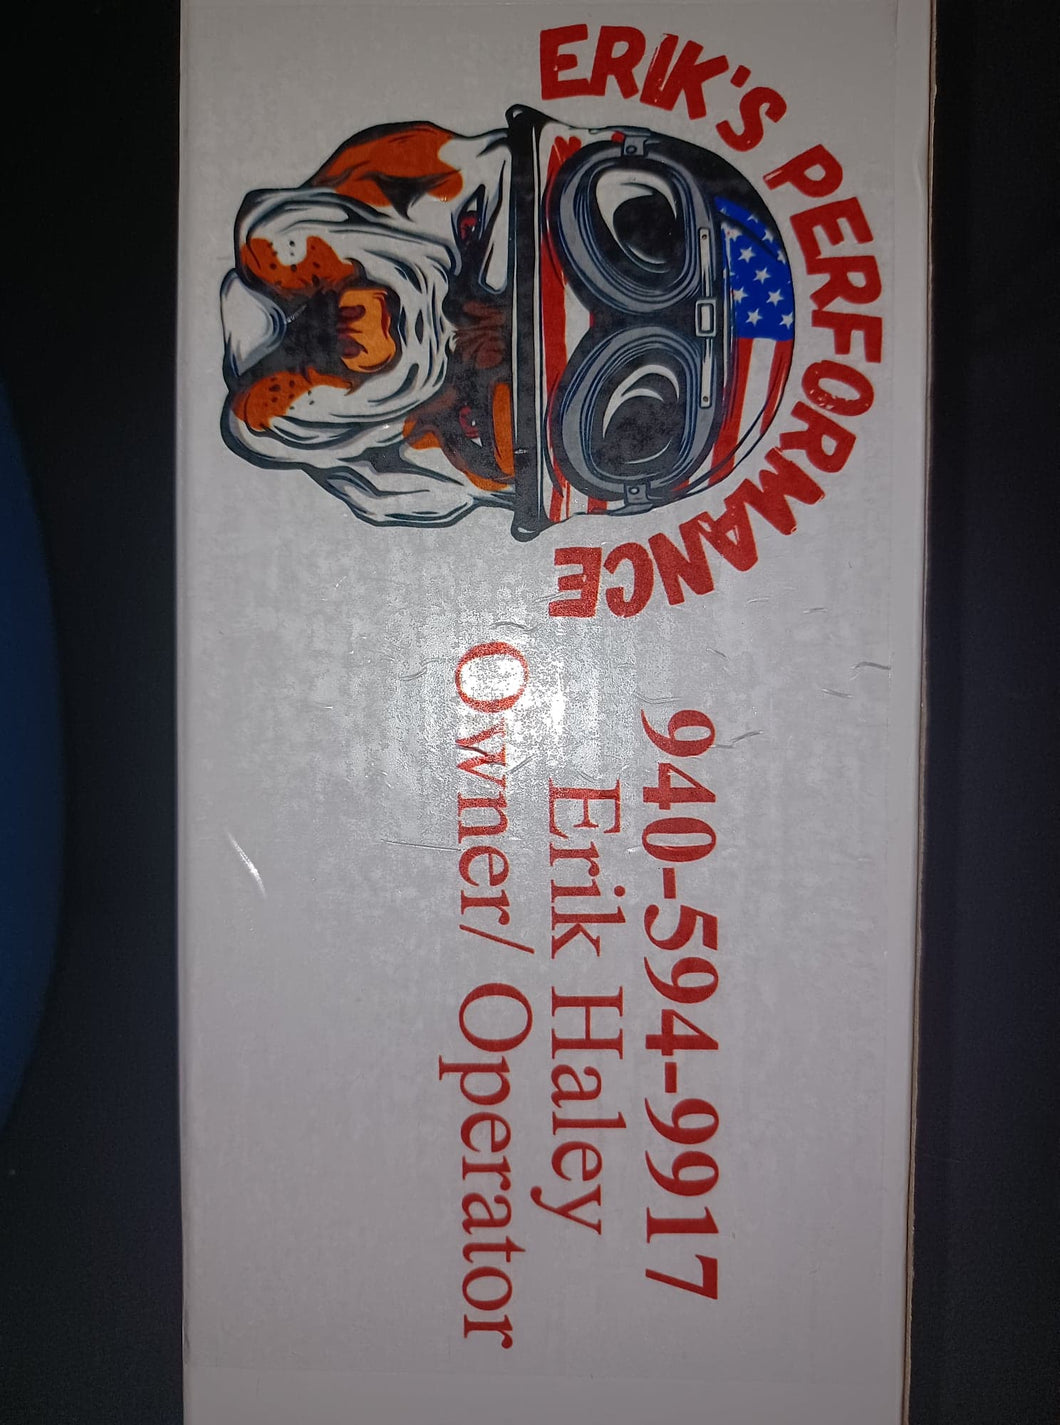 ERIK'S PERFORMANCE
940-594-9917
Erik Haley
Owner/ Operator